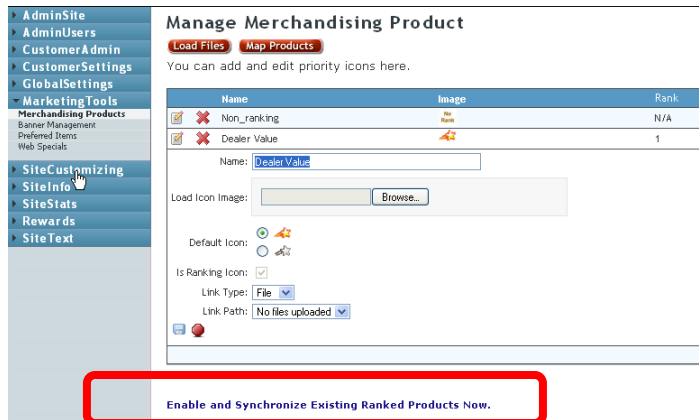 AdminSite
AdminUsers
CustomerAdmin
CustomerSettings
GlobalSettings
MarketingTools
Merchandising Products
Banner Management
Preferred Items
Web Specials
SiteCustomizing
SiteInfo
SiteStats
Rewards
SiteText
Manage Merchandising Product
Load Files Map Products
You can add and edit priority icons here.
Name Image Rank
Non_ranking No Rank N/A
Dealer Value 1
Name: Dealer Value
Load Icon Image: Browse...
Default Icon:
Is Ranking Icon:
Link Type: File
Link Path: No files uploaded
Enable and Synchronize Existing Ranked Products Now.